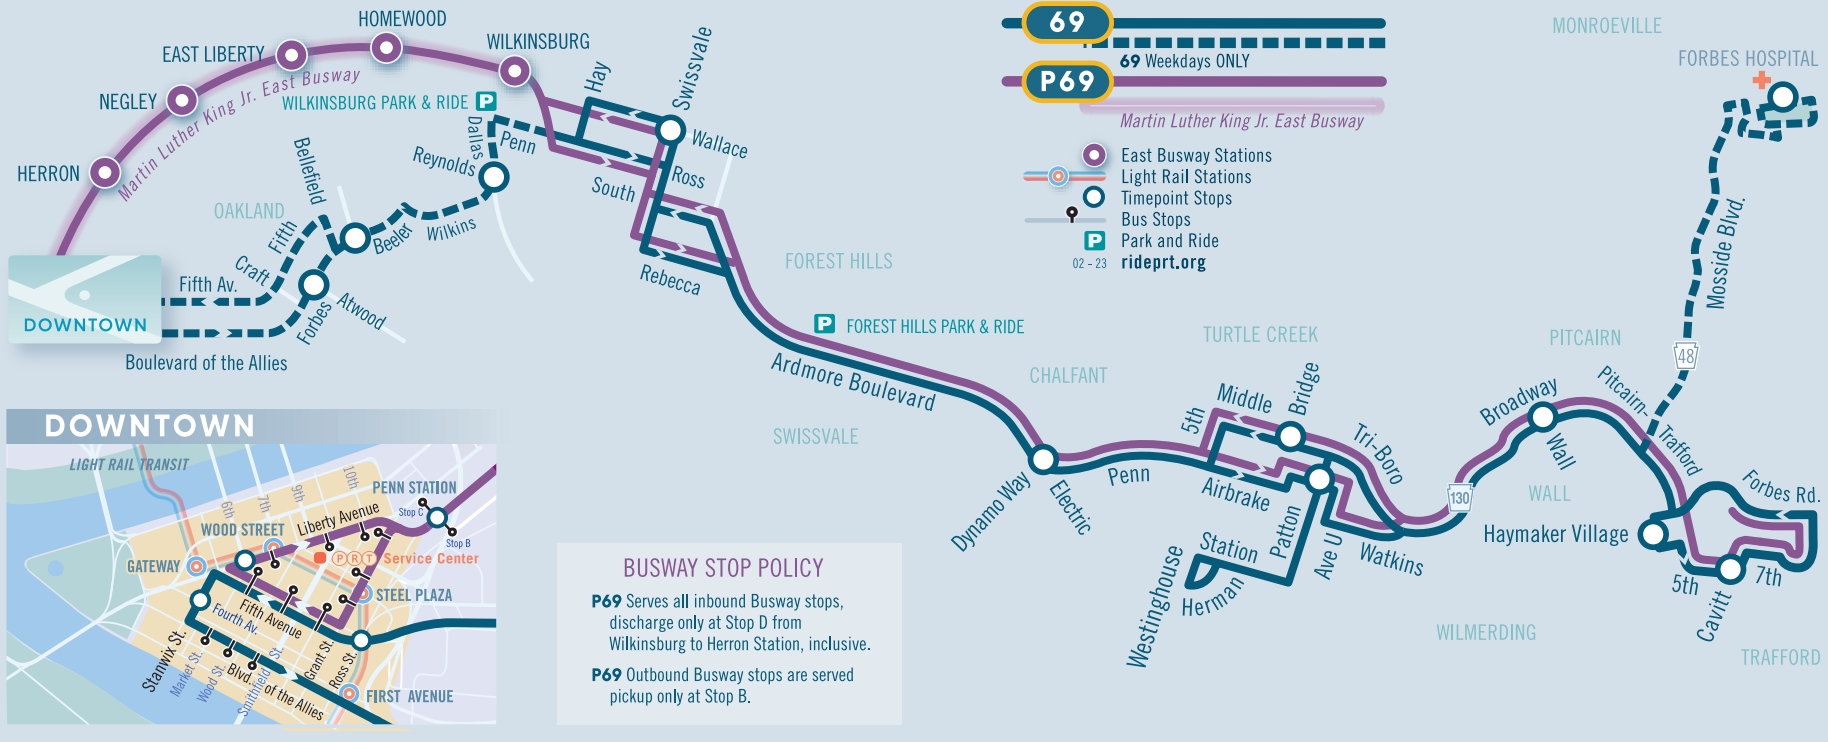 HOMEWOOD
EAST LIBERTY
WILKINSBURG
NEGLEY
HERRON
Martin Luther King Jr. East Busway
WILKINSBURG PARK & RIDE P
OAKLAND
Bellefield
Dallas
Penn
Reynolds
Wilkins
Beeler
Fifth
Craft
Fifth Av.
Forbes
Atwood
Boulevard of the Allies
DOWNTOWN
Hay
Swissvale
Wallace
Ross
South
Rebecca
FOREST HILLS
P FOREST HILLS PARK & RIDE
Ardmore Boulevard
SWISSVALE
CHALFANT
Dynamo Way
Electric
Penn
TURTLE CREEK
5th
Middle
Bridge
Tri-Boro
Airbrake
Patton
Ave U
Watkins
Westinghouse
Station
Herman
WILMERDING
130
Broadway
Wall
WALL
PITCAIRN
Pitcairn-
Trafford
48
Mosside Blvd.
MONROEVILLE
FORBES HOSPITAL
Forbes Rd.
Haymaker Village
5th
7th
Cavitt
TRAFFORD
69
69 Weekdays ONLY
P69
Martin Luther King Jr. East Busway
East Busway Stations
Light Rail Stations
Timepoint Stops
Bus Stops
P Park and Ride
02 – 23 rideprt.org
DOWNTOWN
LIGHT RAIL TRANSIT
6th
7th
9th
10th
PENN STATION
Stop C
Stop B
Liberty Avenue
WOOD STREET
PRT Service Center
GATEWAY
STEEL PLAZA
Fifth Avenue
Fourth Av.
Stanwix St.
Market St.
Wood St.
Smithfield St.
Grant St.
Ross St.
Blvd. of the Allies
FIRST AVENUE
BUSWAY STOP POLICY
P69 Serves all inbound Busway stops,
discharge only at Stop D from
Wilkinsburg to Herron Station, inclusive.
P69 Outbound Busway stops are served
pickup only at Stop B.